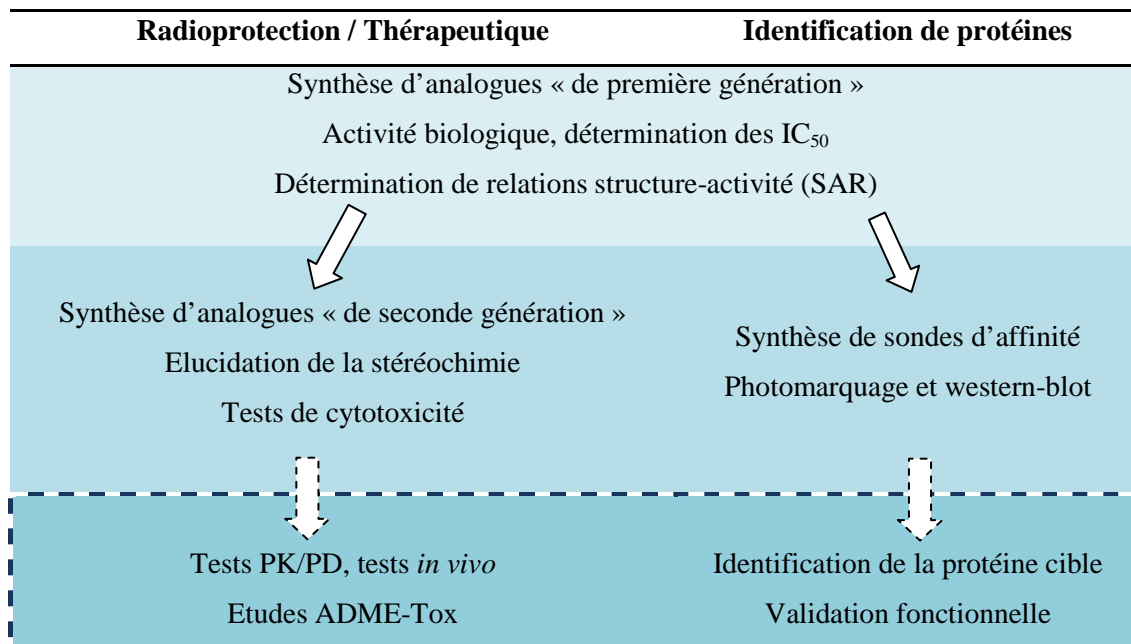 Radioprotection / Thérapeutique
Identification de protéines
Synthèse d’analogues « de première génération »
Activité biologique, détermination des IC₅₀
Détermination de relations structure-activité (SAR)
Synthèse d’analogues « de seconde génération »
Elucidation de la stéréochimie
Tests de cytotoxicité
Synthèse de sondes d’affinité
Photomarquage et western-blot
Tests PK/PD, tests in vivo
Etudes ADME-Tox
Identification de la protéine cible
Validation fonctionnelle